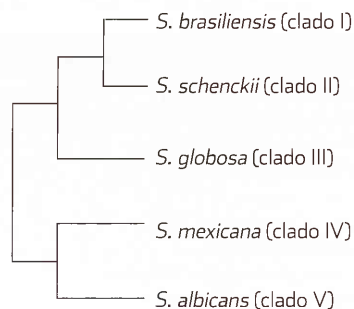 S. brasiliensis (clado I)
S. schenckii (clado II)
S. globosa (clado III)
S. mexicana (clado IV)
S. albicans (clado V)